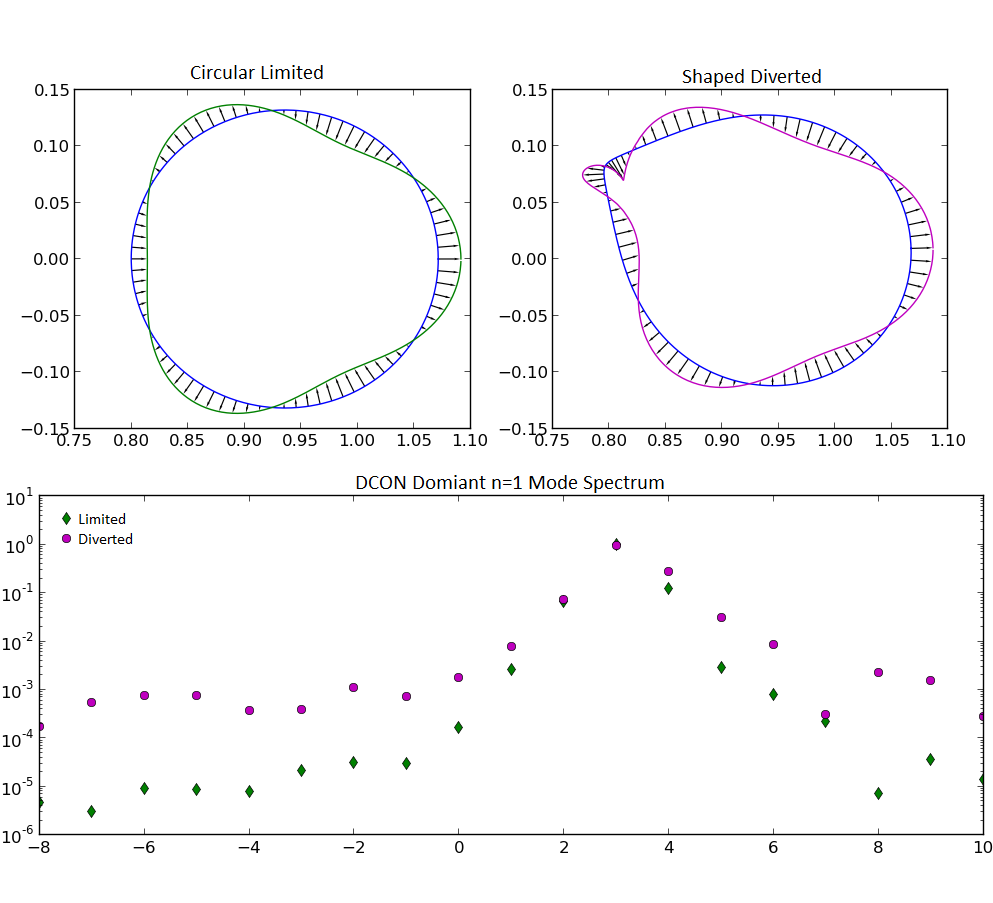 Circular Limited
Shaped Diverted
0.15
0.10
0.05
0.00
−0.05
−0.10
−0.15
0.75 0.80 0.85 0.90 0.95 1.00 1.05 1.10
0.15
0.10
0.05
0.00
−0.05
−0.10
−0.15
0.75 0.80 0.85 0.90 0.95 1.00 1.05 1.10
DCON Domiant n=1 Mode Spectrum
Limited
Diverted
10^1
10^0
10^-1
10^-2
10^-3
10^-4
10^-5
10^-6
−8 −6 −4 −2 0 2 4 6 8 10